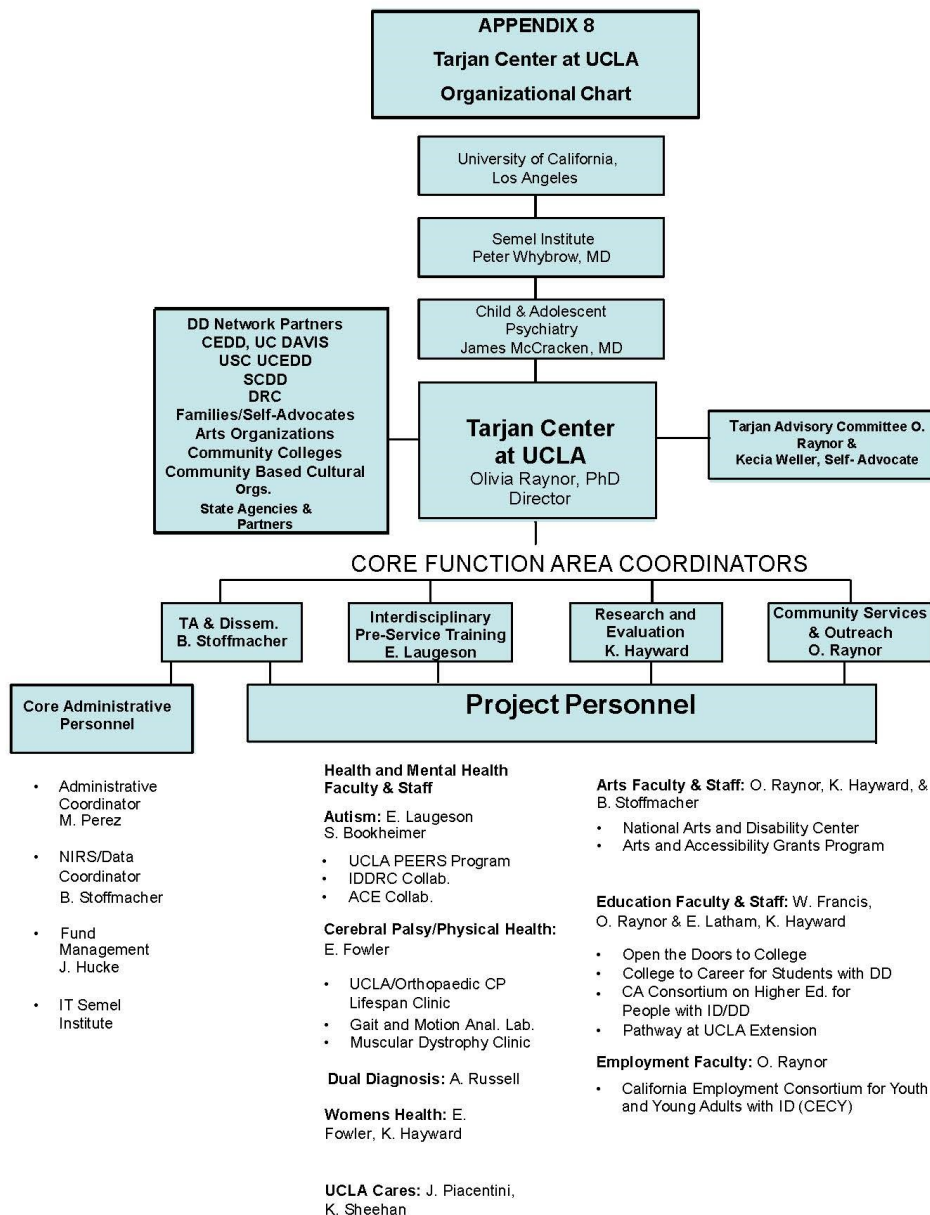 APPENDIX 8
Tarjan Center at UCLA
Organizational Chart
University of California,
Los Angeles
Semel Institute
Peter Whybrow, MD
Child & Adolescent
Psychiatry
James McCracken, MD
DD Network Partners
CEDD, UC DAVIS
USC UCEDD
SCDD
DRC
Families/Self-Advocates
Arts Organizations
Community Colleges
Community Based Cultural
Orgs.
State Agencies &
Partners
Tarjan Center
at UCLA
Olivia Raynor, PhD
Director
Tarjan Advisory Committee O.
Raynor &
Kecia Weller, Self- Advocate
CORE FUNCTION AREA COORDINATORS
TA & Dissem.
B. Stoffmacher
Interdisciplinary
Pre-Service Training
E. Laugeson
Research and
Evaluation
K. Hayward
Community Services
& Outreach
O. Raynor
Core Administrative
Personnel
Project Personnel
• Administrative
Coordinator
M. Perez
• NIRS/Data
Coordinator
B. Stoffmacher
• Fund
Management
J. Hucke
• IT Semel
Institute
Health and Mental Health
Faculty & Staff
Autism: E. Laugeson
S. Bookheimer
• UCLA PEERS Program
• IDDRC Collab.
• ACE Collab.
Cerebral Palsy/Physical Health:
E. Fowler
• UCLA/Orthopaedic CP
Lifespan Clinic
• Gait and Motion Anal. Lab.
• Muscular Dystrophy Clinic
Dual Diagnosis: A. Russell
Womens Health: E.
Fowler, K. Hayward
UCLA Cares: J. Piacentini,
K. Sheehan
Arts Faculty & Staff: O. Raynor, K. Hayward, &
B. Stoffmacher
• National Arts and Disability Center
• Arts and Accessibility Grants Program
Education Faculty & Staff: W. Francis,
O. Raynor & E. Latham, K. Hayward
• Open the Doors to College
• College to Career for Students with DD
• CA Consortium on Higher Ed. for
People with ID/DD
• Pathway at UCLA Extension
Employment Faculty: O. Raynor
• California Employment Consortium for Youth
and Young Adults with ID (CECY)